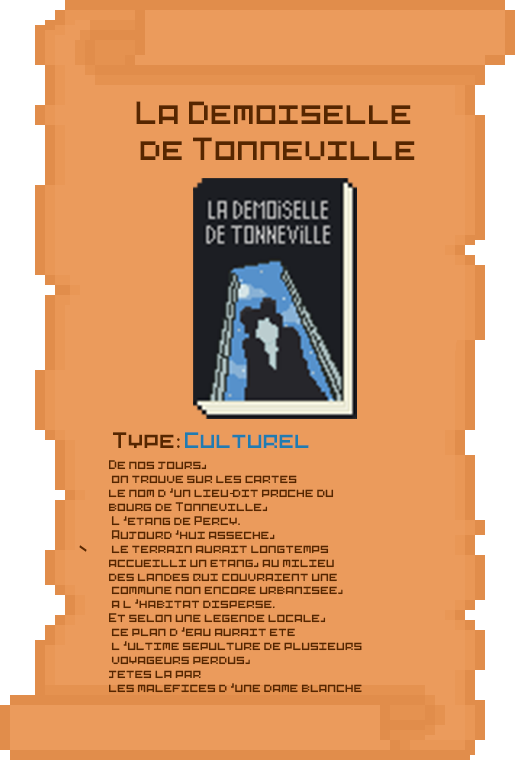 La Demoiselle
de Tonneville
LA DEMOiSELLE
DE TONNEViLLE
Type: Culturel
De nos jours,
on trouve sur les cartes
le nom d'un lieu-dit proche du
bourg de Tonneville,
L'etang de Percy.
Aujourd'hui asseche,
le terrain aurait longtemps
accueilli un etang, au milieu
des landes qui couvraient une
commune non encore urbanisee,
a l'habitat disperse.
Et selon une legende locale,
ce plan d'eau aurait ete
l'ultime sepulture de plusieurs
voyageurs perdus,
jetes la par
les malefices d'une dame blanche